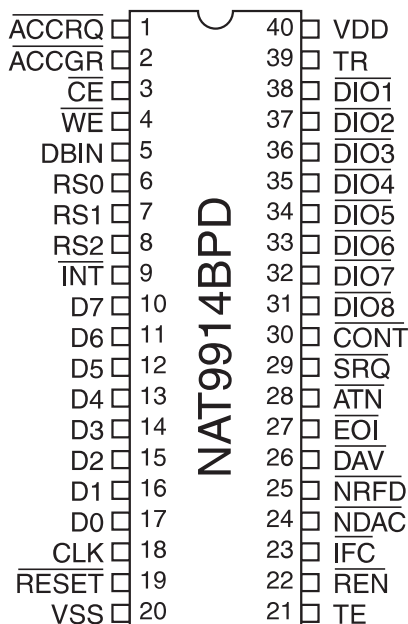 ACCRQ 1 40 VDD
ACCGR 2 39 TR
CE 3 38 DIO1
WE 4 37 DIO2
DBIN 5 36 DIO3
RS0 6 35 DIO4
RS1 7 34 DIO5
RS2 8 33 DIO6
INT 9 32 DIO7
D7 10 31 DIO8
D6 11 30 CONT
D5 12 29 SRQ
D4 13 28 ATN
D3 14 27 EOI
D2 15 26 DAV
D1 16 25 NRFD
D0 17 24 NDAC
CLK 18 23 IFC
RESET 19 22 REN
VSS 20 21 TE
NAT9914BPD